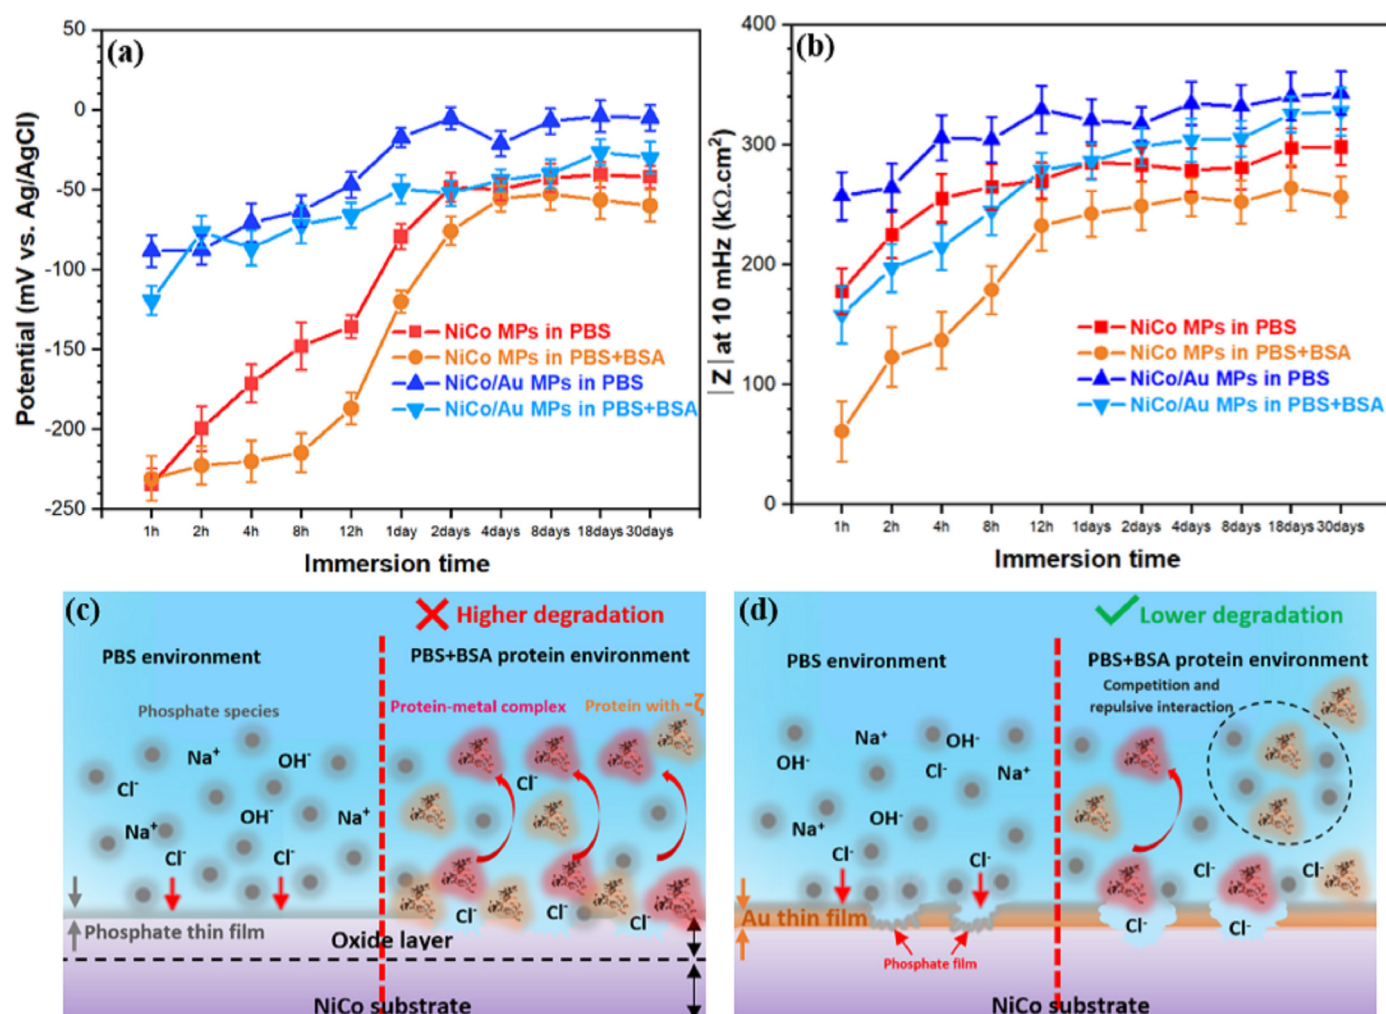 (a)
50
0
-50
-100
-150
-200
-250
Potential (mV vs. Ag/AgCl)
NiCo MPs in PBS
NiCo MPs in PBS+BSA
NiCo/Au MPs in PBS
NiCo/Au MPs in PBS+BSA
1h 2h 4h 8h 12h 1day 2days 4days 8days 18days 30days
Immersion time
(b)
400
300
200
100
0
|Z| at 10 mHz (kΩ.cm²)
NiCo MPs in PBS
NiCo MPs in PBS+BSA
NiCo/Au MPs in PBS
NiCo/Au MPs in PBS+BSA
1h 2h 4h 8h 12h 1days 2days 4days 8days 18days 30days
Immersion time
(c)
Higher degradation
PBS environment
PBS+BSA protein environment
Phosphate species
Protein-metal complex
Protein with -ζ
Na⁺
OH⁻
Cl⁻
Cl⁻
OH⁻
Na⁺
Na⁺
Cl⁻
Cl⁻
Cl⁻
Cl⁻
Cl⁻
Phosphate thin film
Oxide layer
NiCo substrate
(d)
Lower degradation
PBS environment
PBS+BSA protein environment
Competition and
repulsive interaction
Na⁺
OH⁻
OH⁻
Cl⁻
Na⁺
Na⁺
OH⁻
Cl⁻
Cl⁻
Cl⁻
Cl⁻
Cl⁻
Cl⁻
Au thin film
Phosphate film
NiCo substrate